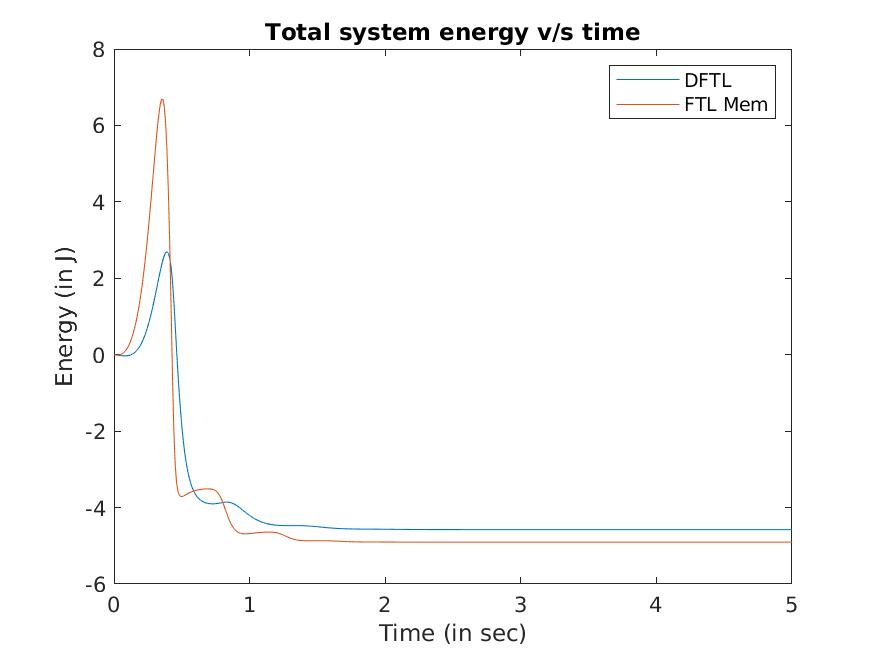 Total system energy v/s time
8
6
4
2
0
-2
-4
-6
Energy (in J)
DFTL
FTL Mem
0 1 2 3 4 5
Time (in sec)